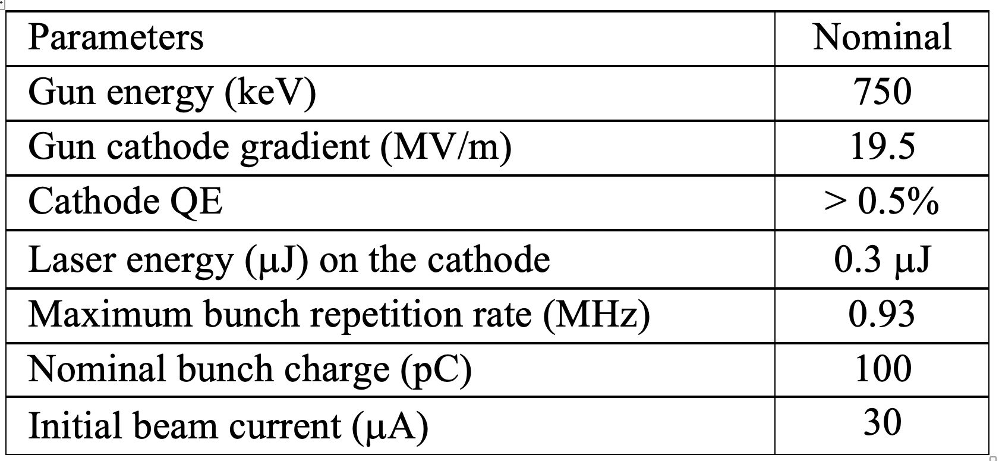 Parameters Nominal
Gun energy (keV) 750
Gun cathode gradient (MV/m) 19.5
Cathode QE > 0.5%
Laser energy (μJ) on the cathode 0.3 μJ
Maximum bunch repetition rate (MHz) 0.93
Nominal bunch charge (pC) 100
Initial beam current (μA) 30